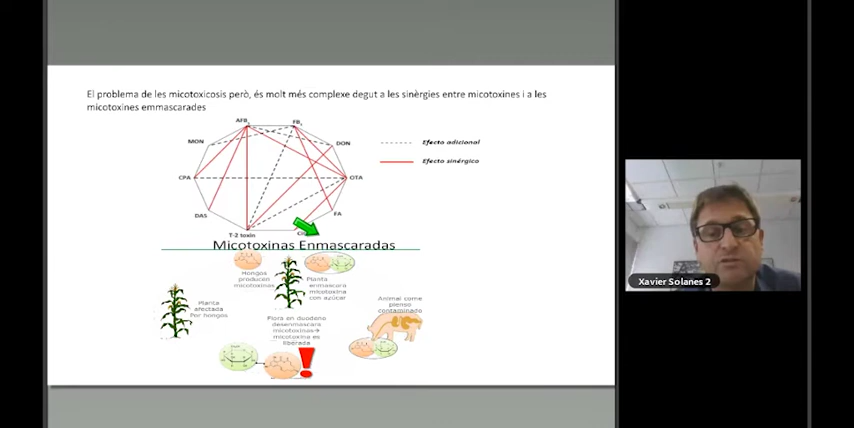 El problema de les micotoxicosis però, és molt més complexe degut a les sinèrgies entre micotoxines i a les
micotoxines emmascarades
AFB1
FB1
MON
DON
Efecto adicional
Efecto sinérgico
CPA
OTA
DAS
FA
T-2 toxin
Micotoxinas Enmascaradas
Hongos
producen
micotoxinas
Planta
enmascara
micotoxina
con azúcar
Planta
afectada
Por hongos
Animal come
pienso
contaminado
Flora en duodeno
desenmascara
micotoxinas→
micotoxina es
liberada
Xavier Solanes 2